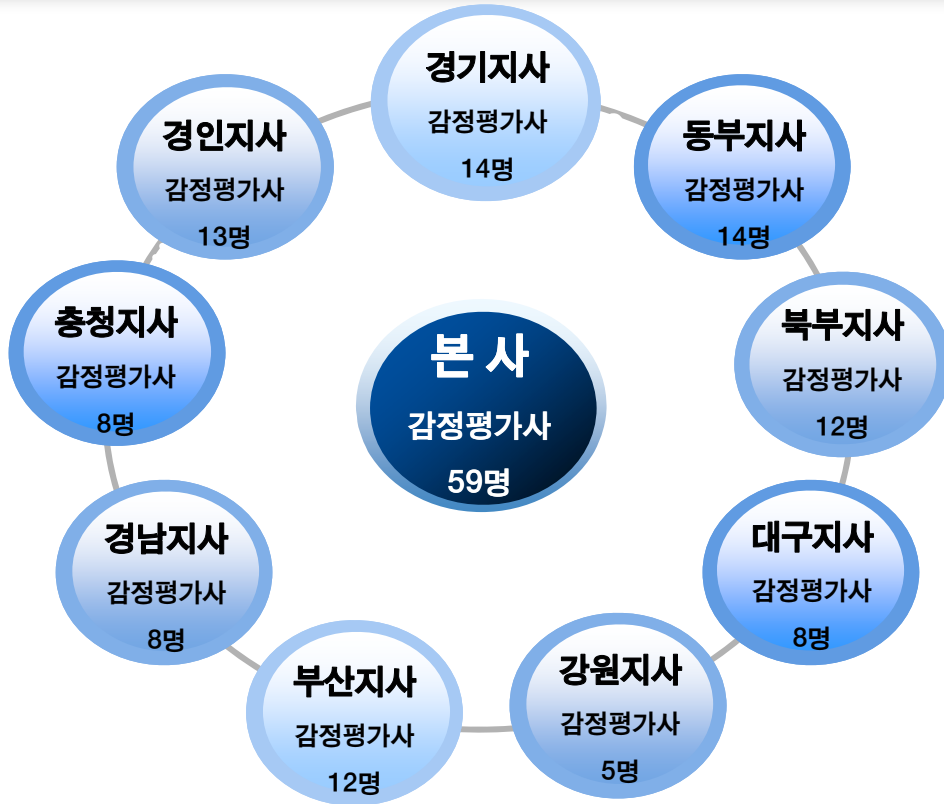 경기지사
감정평가사
14명
동부지사
감정평가사
14명
북부지사
감정평가사
12명
대구지사
감정평가사
8명
강원지사
감정평가사
5명
부산지사
감정평가사
12명
경남지사
감정평가사
8명
충청지사
감정평가사
8명
경인지사
감정평가사
13명
본 사
감정평가사
59명